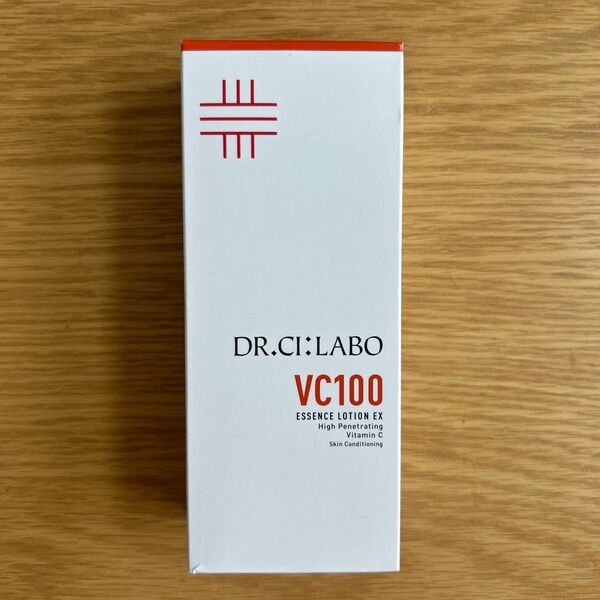 DR.CI:LABO
VC100
ESSENCE LOTION EX
High Penetrating
Vitamin C
Skin Conditioning